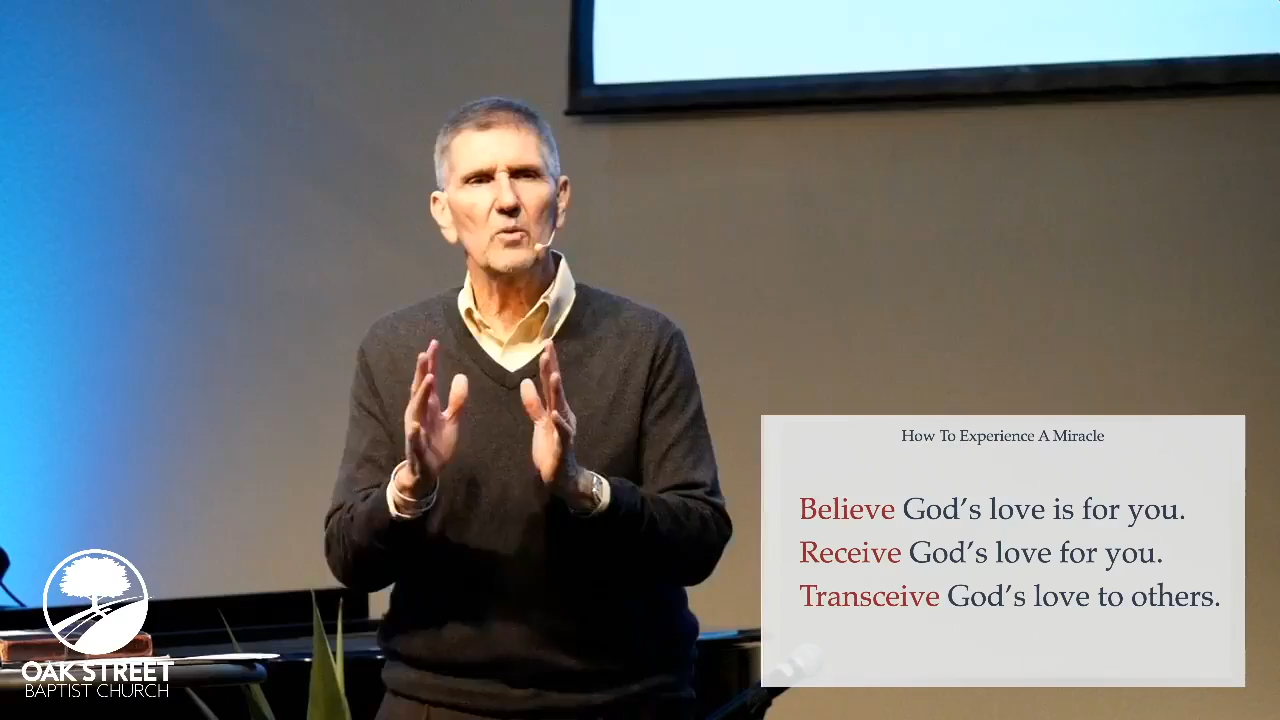 How To Experience A Miracle
Believe God's love is for you.
Receive God's love for you.
Transceive God's love to others.
OAK STREET
BAPTIST CHURCH